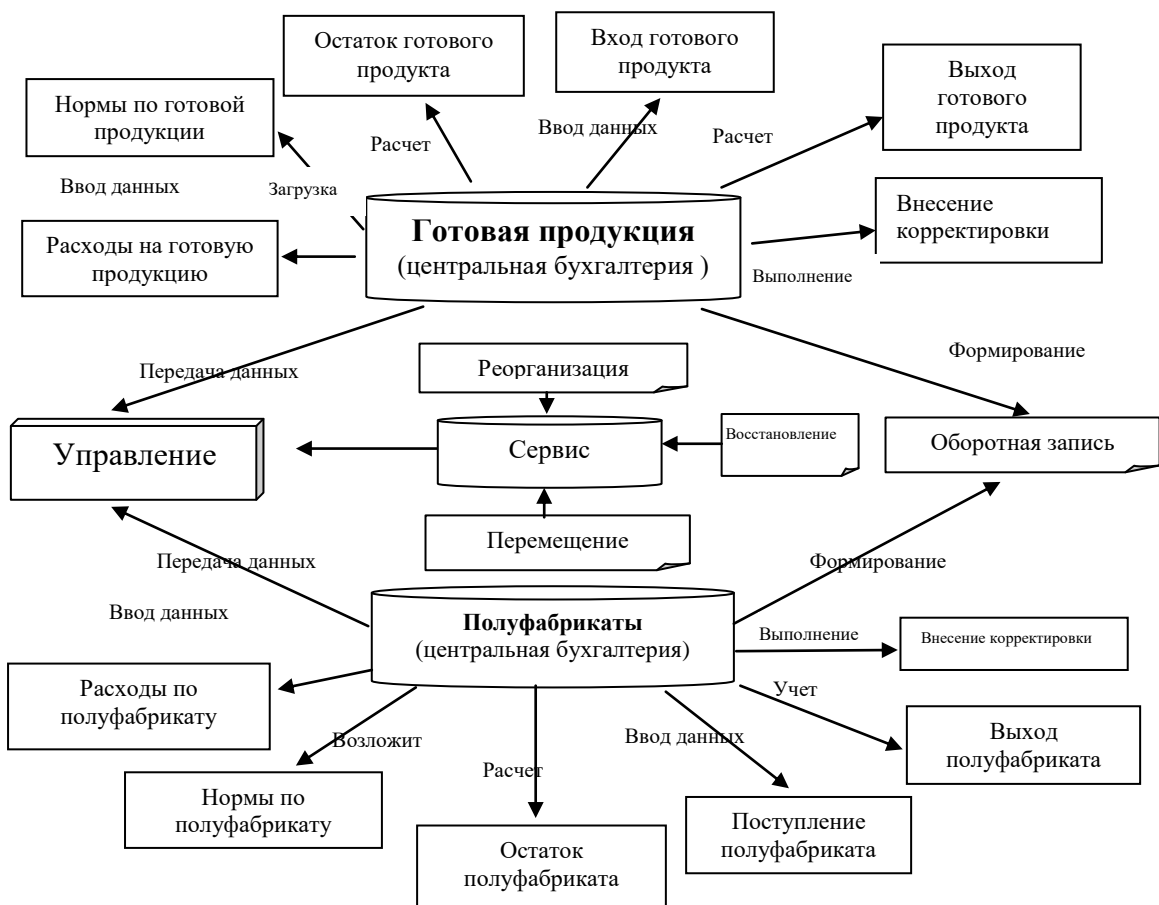 Остаток готового
продукта
Вход готового
продукта
Выход
готового
продукта
Нормы по готовой
продукции
Ввод данных
Расчет
Расчет
Ввод данных
Загрузка
Внесение
корректировки
Готовая продукция
(центральная бухгалтерия )
Расходы на готовую
продукцию
Выполнение
Передача данных
Реорганизация
Формирование
Управление
Сервис
Восстановление
Оборотная запись
Перемещение
Передача данных
Формирование
Ввод данных
Полуфабрикаты
(центральная бухгалтерия)
Выполнение
Внесение корректировки
Расходы по
полуфабрикату
Учет
Возложит
Ввод данных
Выход
полуфабриката
Расчет
Нормы по
полуфабрикату
Поступление
полуфабриката
Остаток
полуфабриката